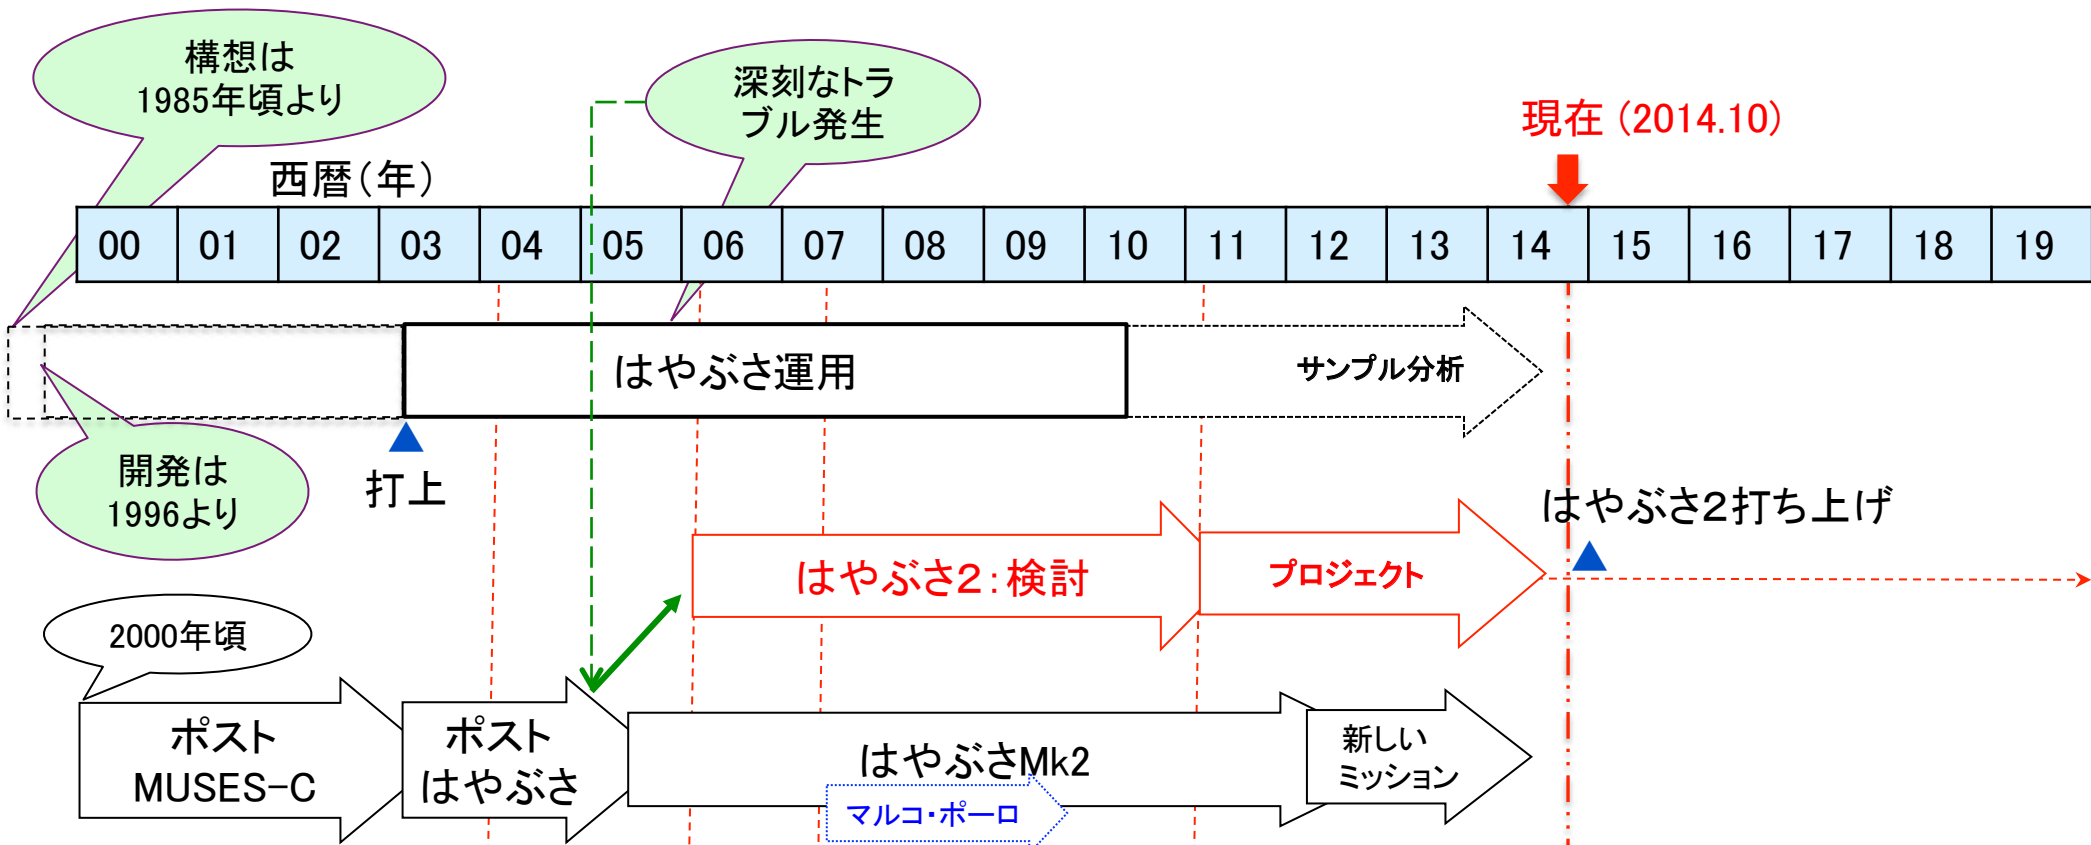 構想は
1985年頃より
深刻なトラ
ブル発生
現在 (2014.10)
西暦(年)
00 01 02 03 04 05 06 07 08 09 10 11 12 13 14 15 16 17 18 19
はやぶさ運用
サンプル分析
開発は
1996より
打上
はやぶさ2打ち上げ
はやぶさ2:検討
プロジェクト
2000年頃
ポスト
MUSES-C
ポスト
はやぶさ
はやぶさMk2
新しい
ミッション
マルコ・ポーロ